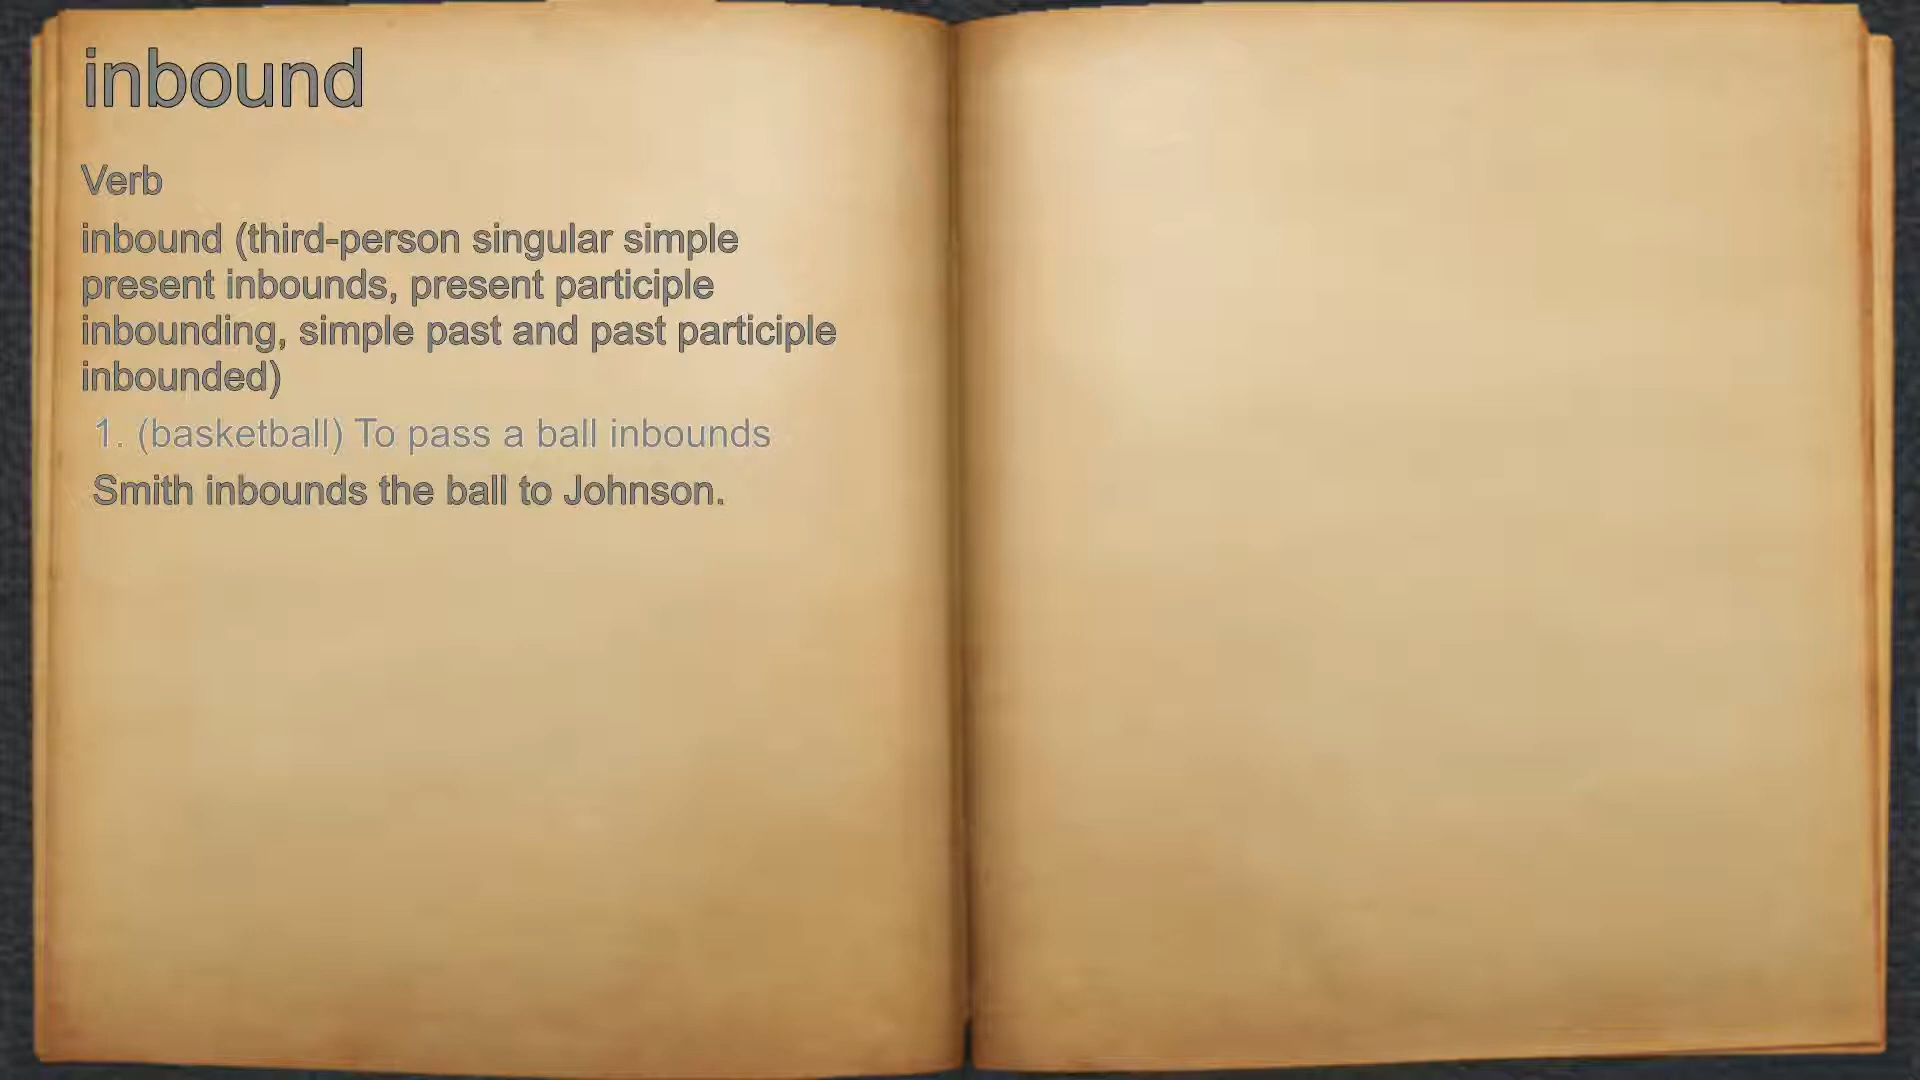 inbound
Verb
inbound (third-person singular simple
present inbounds, present participle
inbounding, simple past and past participle
inbounded)
1. (basketball) To pass a ball inbounds
Smith inbounds the ball to Johnson.